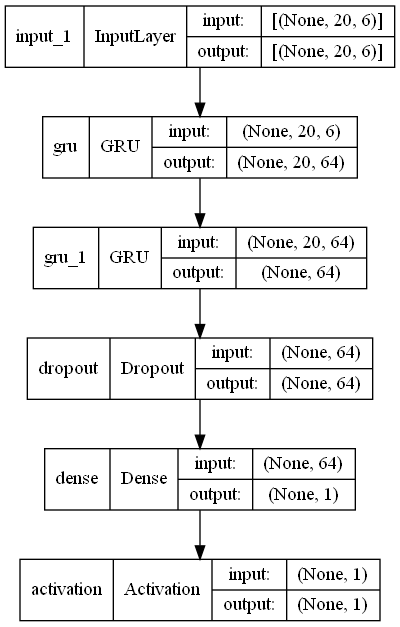 input_1 InputLayer input: [(None, 20, 6)]
output: [(None, 20, 6)]
gru GRU input: (None, 20, 6)
output: (None, 20, 64)
gru_1 GRU input: (None, 20, 64)
output: (None, 64)
dropout Dropout input: (None, 64)
output: (None, 64)
dense Dense input: (None, 64)
output: (None, 1)
activation Activation input: (None, 1)
output: (None, 1)